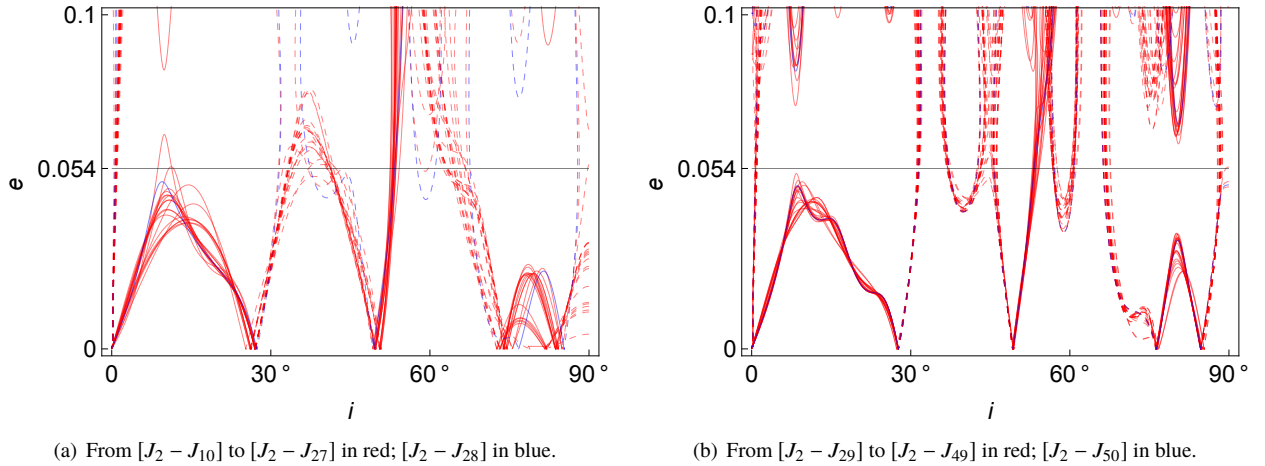 0.1
0.054
0
e
0
30°
60°
90°
i
(a) From [J₂ − J₁₀] to [J₂ − J₂₇] in red; [J₂ − J₂₈] in blue.
0.1
0.054
0
e
0
30°
60°
90°
i
(b) From [J₂ − J₂₉] to [J₂ − J₄₉] in red; [J₂ − J₅₀] in blue.